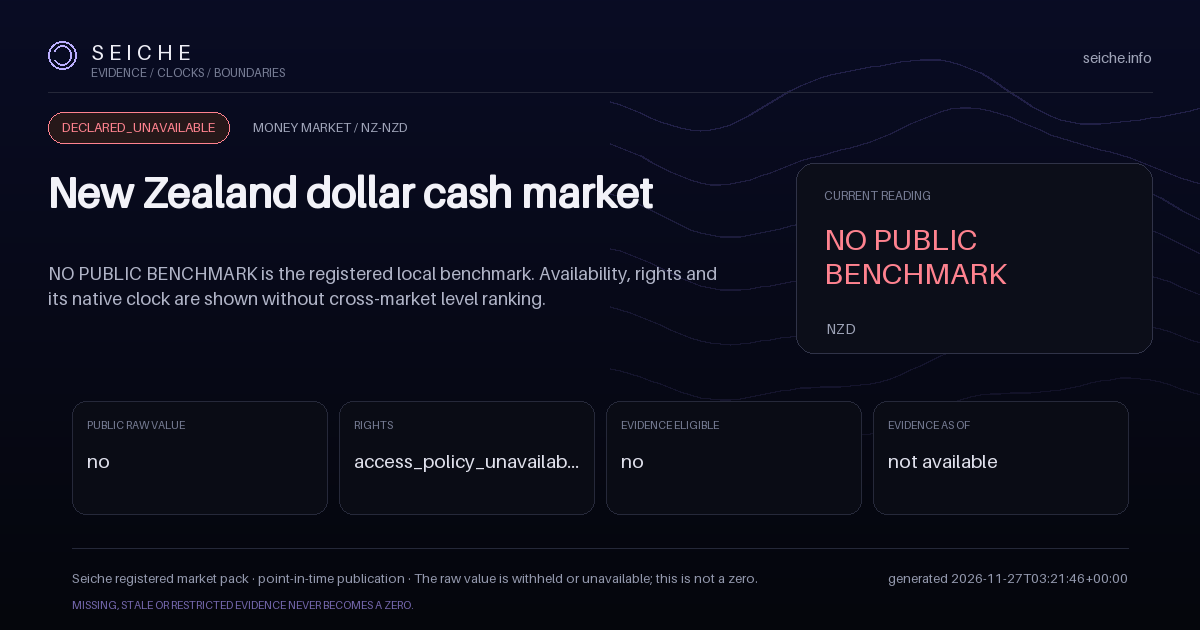 SEICHE
EVIDENCE / CLOCKS / BOUNDARIES
seiche.info
DECLARED_UNAVAILABLE
MONEY MARKET / NZ-NZD
New Zealand dollar cash market
NO PUBLIC BENCHMARK is the registered local benchmark. Availability, rights and
its native clock are shown without cross-market level ranking.
CURRENT READING
NO PUBLIC
BENCHMARK
NZD
PUBLIC RAW VALUE
no
RIGHTS
access_policy_unavailab...
EVIDENCE ELIGIBLE
no
EVIDENCE AS OF
not available
Seiche registered market pack · point-in-time publication · The raw value is withheld or unavailable; this is not a zero.
generated 2026-11-27T03:21:46+00:00
MISSING, STALE OR RESTRICTED EVIDENCE NEVER BECOMES A ZERO.